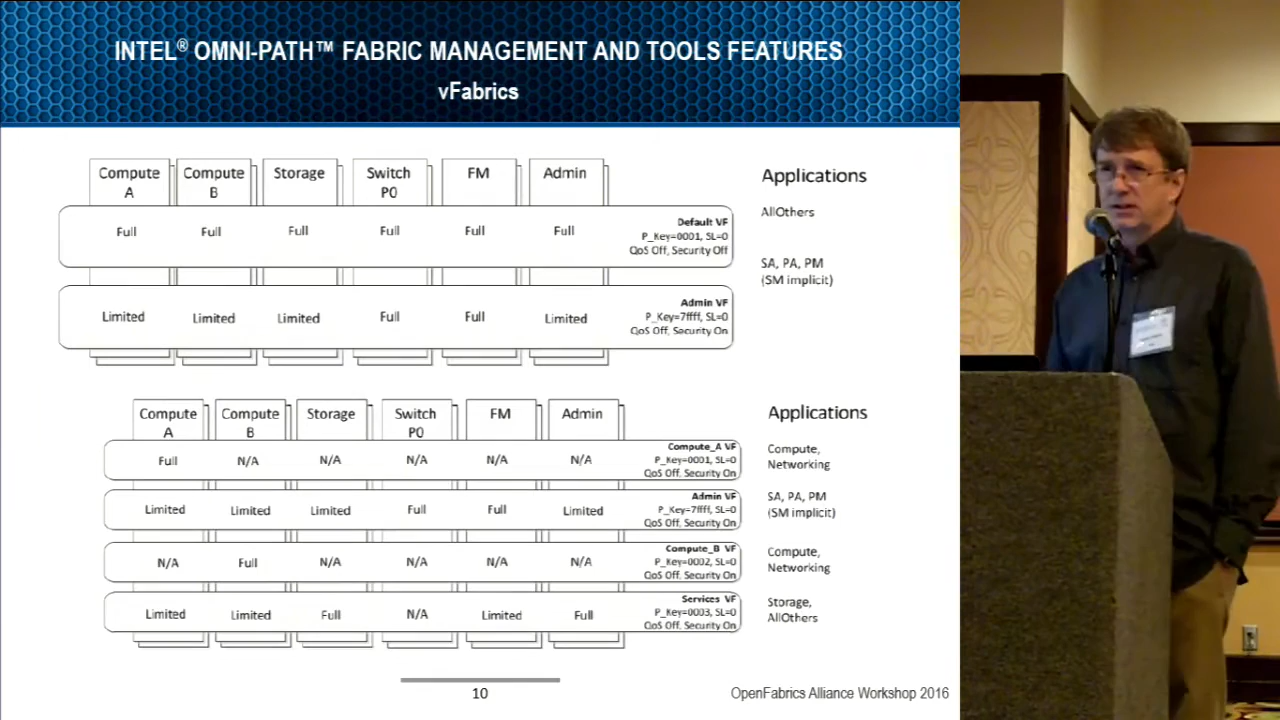 INTEL® OMNI-PATH™ FABRIC MANAGEMENT AND TOOLS FEATURES
vFabrics
Compute A
Compute B
Storage
Switch P0
FM
Admin
Applications
Full
Full
Full
Full
Full
Full
Default VF
P_Key=0001, SL=0
QoS Off, Security Off
AllOthers
Limited
Limited
Limited
Full
Full
Limited
Admin VF
P_Key=7ffff, SL=0
QoS Off, Security On
SA, PA, PM
(SM implicit)
Compute A
Compute B
Storage
Switch P0
FM
Admin
Applications
Full
N/A
N/A
N/A
N/A
N/A
Compute_A VF
P_Key=0001, SL=0
QoS Off, Security On
Compute,
Networking
Limited
Limited
Limited
Full
Full
Limited
Admin VF
P_Key=7ffff, SL=0
QoS Off, Security On
SA, PA, PM
(SM implicit)
N/A
Full
N/A
N/A
N/A
N/A
Compute_B VF
P_Key=0002, SL=0
QoS Off, Security On
Compute,
Networking
Limited
Limited
Full
N/A
Limited
Full
Services VF
P_Key=0003, SL=0
QoS Off, Security On
Storage,
AllOthers
10
OpenFabrics Alliance Workshop 2016